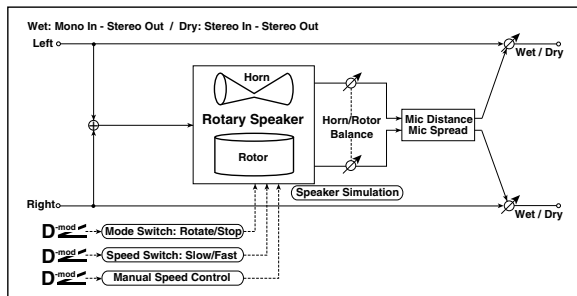 Wet: Mono In - Stereo Out / Dry: Stereo In - Stereo Out
Left
Wet / Dry
Horn
Rotary Speaker
Rotor
Horn/Rotor
Balance
Mic Distance
Mic Spread
Speaker Simulation
Right
Wet / Dry
D-mod
Mode Switch: Rotate/Stop
D-mod
Speed Switch: Slow/Fast
D-mod
Manual Speed Control